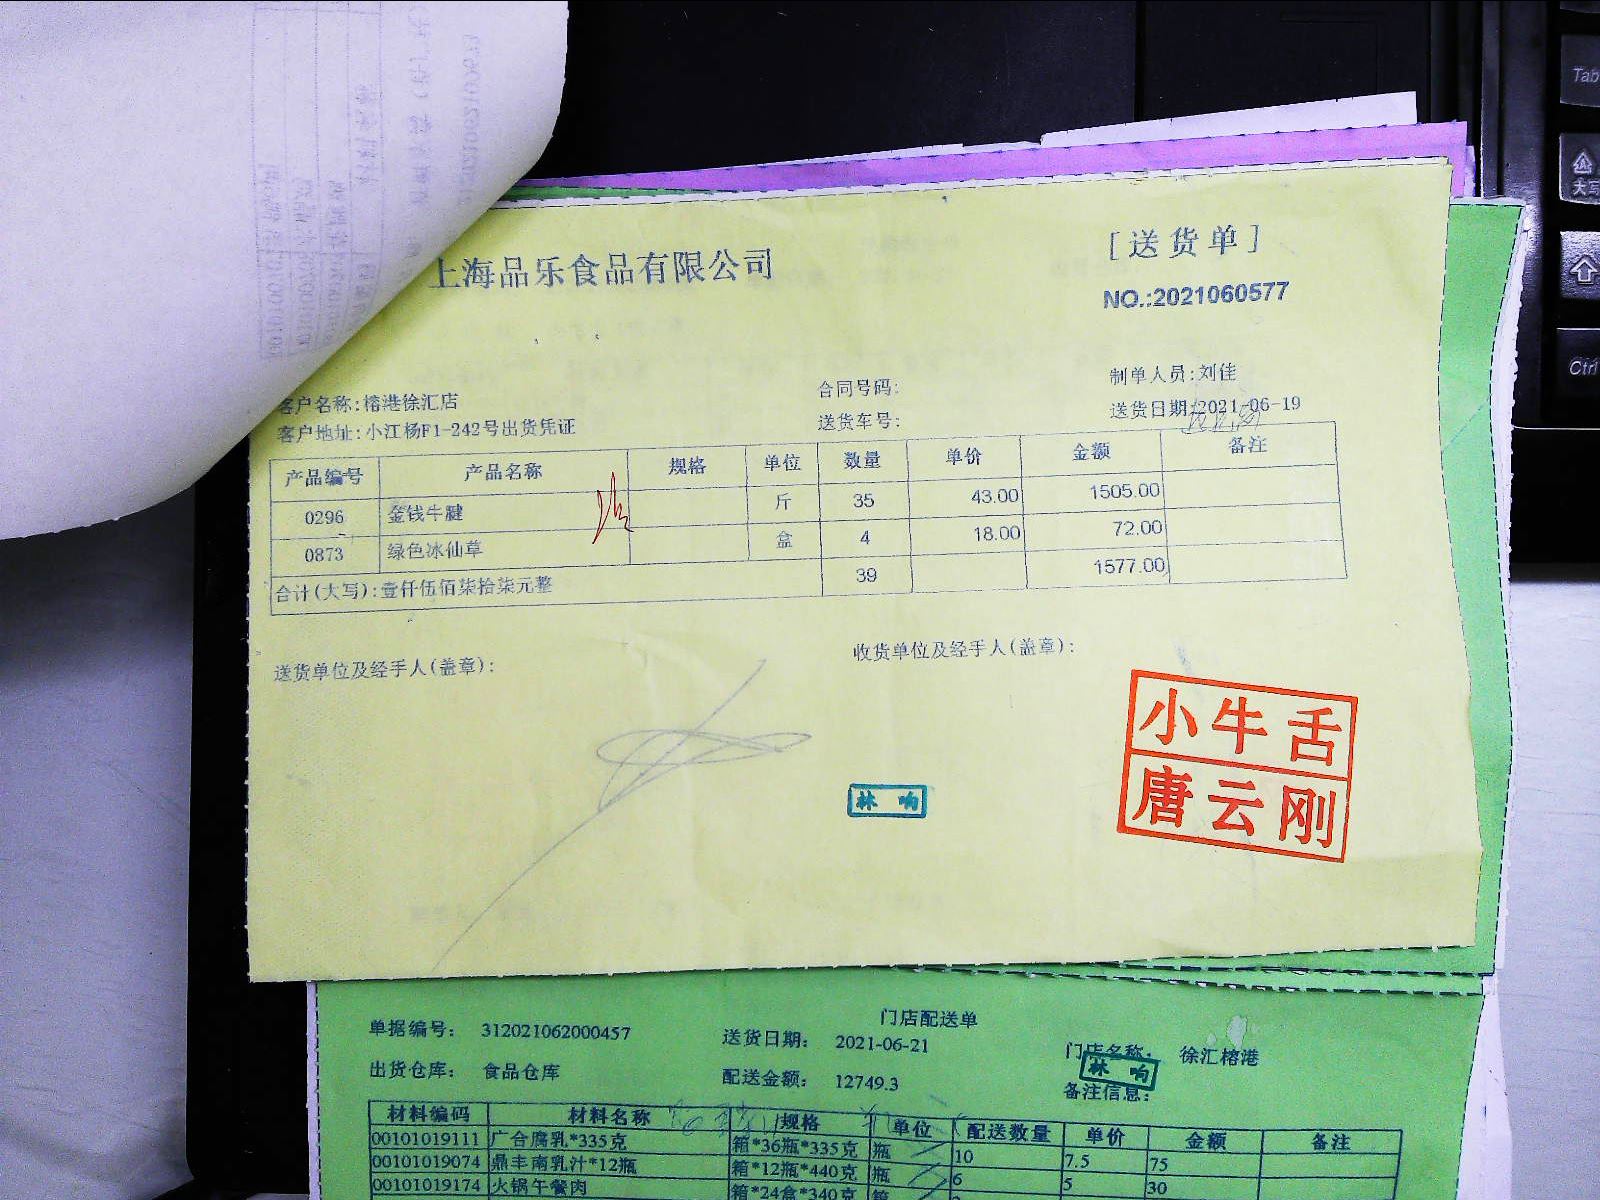 上海品乐食品有限公司
[送货单]
NO.:2021060577
客户名称:榕港徐汇店
合同号码:
制单人员:刘佳
客户地址:小江杨F1-242号出货凭证
送货车号:
送货日期:2021-06-19
产品编号 产品名称 规格 单位 数量 单价 金额 备注
0296 金钱牛腱 斤 35 43.00 1505.00
0873 绿色冰仙草 盒 4 18.00 72.00
合计(大写):壹仟伍佰柒拾柒元整 39 1577.00
送货单位及经手人(盖章):
收货单位及经手人(盖章):
小牛舌
唐云刚
林响
门店配送单
单据编号: 312021062000457
送货日期: 2021-06-21
门店名称: 徐汇榕港
出货仓库: 食品仓库
配送金额: 12749.3
林响
备注信息:
材料编码 材料名称 规格 单位 配送数量 单价 金额 备注
00101019111 广合腐乳*335克 箱*36瓶*335克 瓶 10 7.5 75
00101019074 鼎丰南乳汁*12瓶 箱*12瓶*440克 瓶 6 5 30
00101019174 火锅午餐肉 箱*24盒*340克
Tab
大写
Ctrl